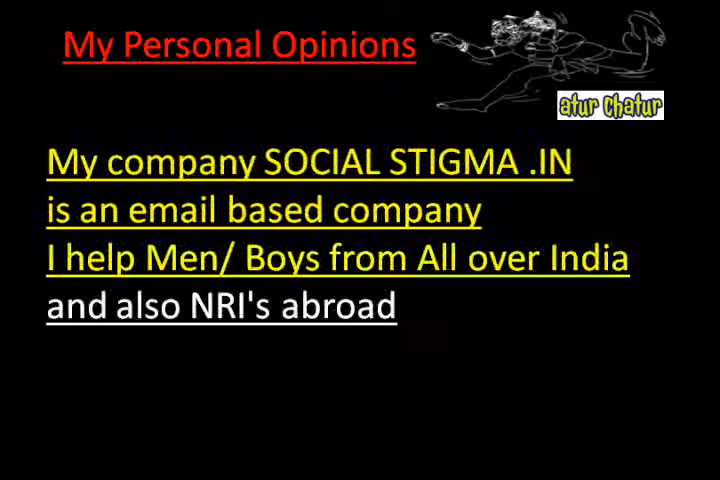 My Personal Opinions
atur Chatur
My company SOCIAL STIGMA .IN
is an email based company
I help Men/ Boys from All over India
and also NRI's abroad